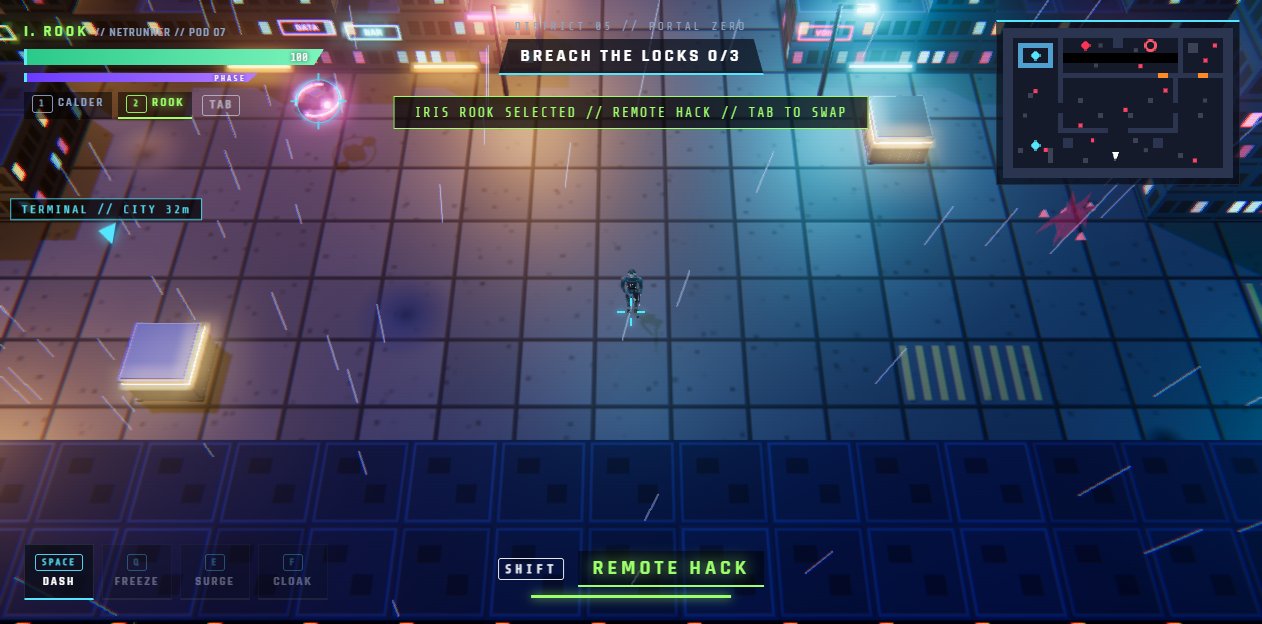 DISTRICT 05 // PORTAL ZERO
I. ROOK // NETRUNNER // POD 07
DATA
BAR
BREACH THE LOCKS 0/3
100
PHASE
1 CALDER 2 ROOK TAB
IRIS ROOK SELECTED // REMOTE HACK // TAB TO SWAP
TERMINAL // CITY 32m
SPACE
DASH
Q
FREEZE
E
SURGE
F
CLOAK
SHIFT REMOTE HACK